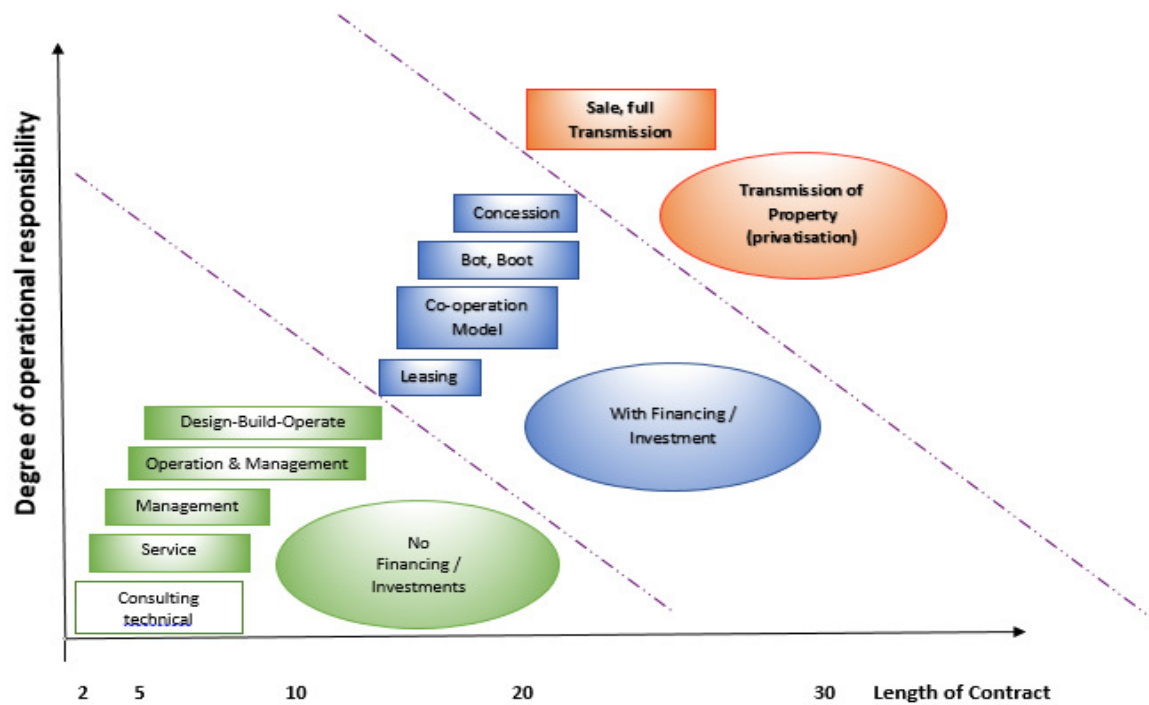 Degree of operational responsibility
Sale, full
Transmission
Transmission of
Property
(privatisation)
Concession
Bot, Boot
Co-operation
Model
Leasing
With Financing /
Investment
Design-Build-Operate
Operation & Management
Management
Service
Consulting
technical
No
Financing /
Investments
2 5 10 20 30 Length of Contract